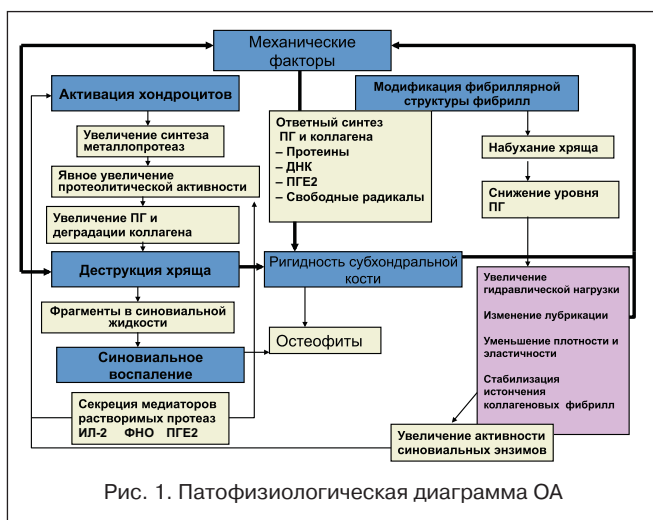 Механические
факторы
Активация хондроцитов
Увеличение синтеза
металлопротеаз
Явное увеличение
протеолитической активности
Увеличение ПГ и
деградации коллагена
Деструкция хряща
Фрагменты в синовиальной
жидкости
Синовиальное
воспаление
Секреция медиаторов
растворимых протеаз
ИЛ-2 ФНО ПГЕ2
Ответный синтез
ПГ и коллагена
– Протеины
– ДНК
– ПГЕ2
– Свободные радикалы
Ригидность субхондральной
кости
Остеофиты
Модификация фибриллярной
структуры фибрилл
Набухание хряща
Снижение уровня
ПГ
Увеличение
гидравлической нагрузки
Изменение лубрикации
Уменьшение плотности и
эластичности
Стабилизация
истончения
коллагеновых фибрилл
Увеличение активности
синовиальных энзимов
Рис. 1. Патофизиологическая диаграмма ОА